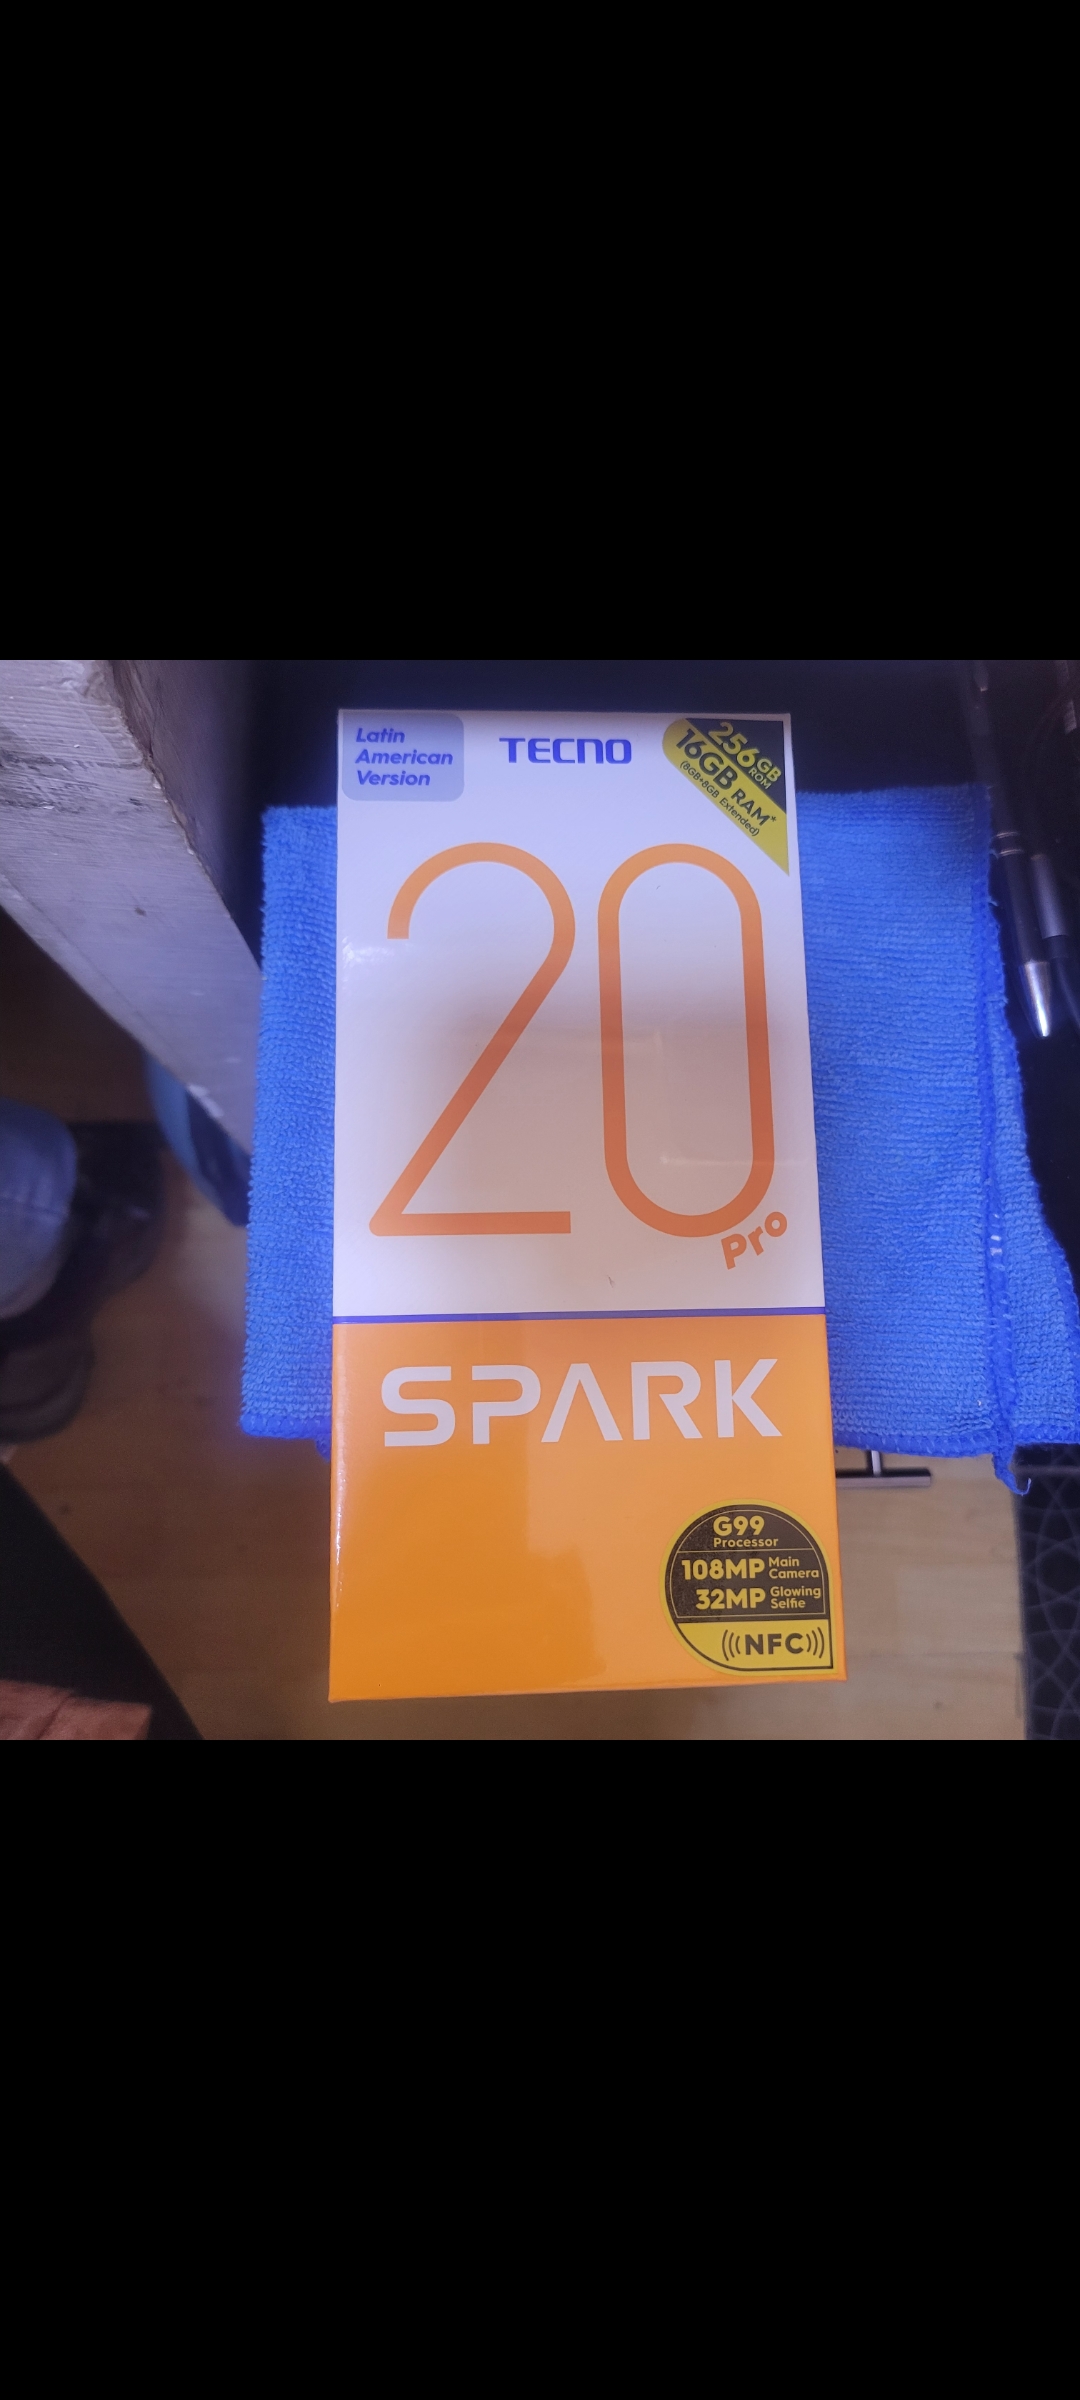 Latin
American
Version
TECNO
256GB
ROM
16GB RAM*
(8GB+8GB Extended)
20
Pro
SPARK
G99
Processor
108MP Main
Camera
32MP Glowing
Selfie
(((NFC)))